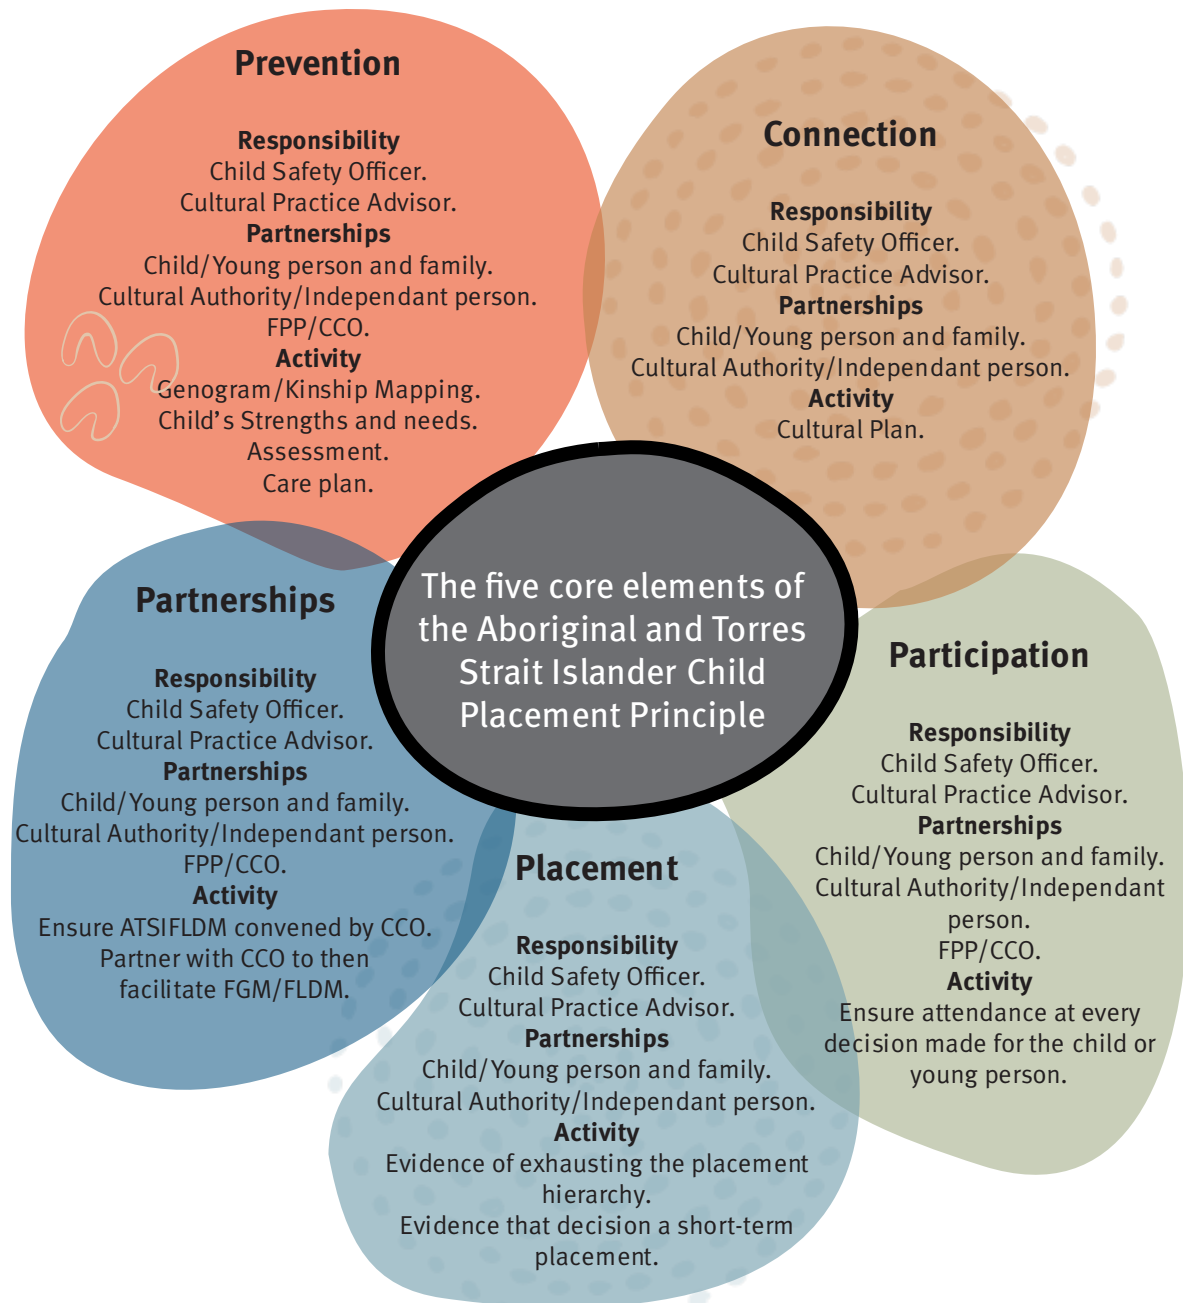 Prevention
Responsibility
Child Safety Officer.
Cultural Practice Advisor.
Partnerships
Child/Young person and family.
Cultural Authority/Independant person.
FPP/CCO.
Activity
Genogram/Kinship Mapping.
Child's Strengths and needs.
Assessment.
Care plan.
Connection
Responsibility
Child Safety Officer.
Cultural Practice Advisor.
Partnerships
Child/Young person and family.
Cultural Authority/Independant person.
Activity
Cultural Plan.
The five core elements of
the Aboriginal and Torres
Strait Islander Child
Placement Principle
Partnerships
Responsibility
Child Safety Officer.
Cultural Practice Advisor.
Partnerships
Child/Young person and family.
Cultural Authority/Independant person.
FPP/CCO.
Activity
Ensure ATSIFLDM convened by CCO.
Partner with CCO to then
facilitate FGM/FLDM.
Participation
Responsibility
Child Safety Officer.
Cultural Practice Advisor.
Partnerships
Child/Young person and family.
Cultural Authority/Independant
person.
FPP/CCO.
Activity
Ensure attendance at every
decision made for the child or
young person.
Placement
Responsibility
Child Safety Officer.
Cultural Practice Advisor.
Partnerships
Child/Young person and family.
Cultural Authority/Independant person.
Activity
Evidence of exhausting the placement
hierarchy.
Evidence that decision a short-term
placement.